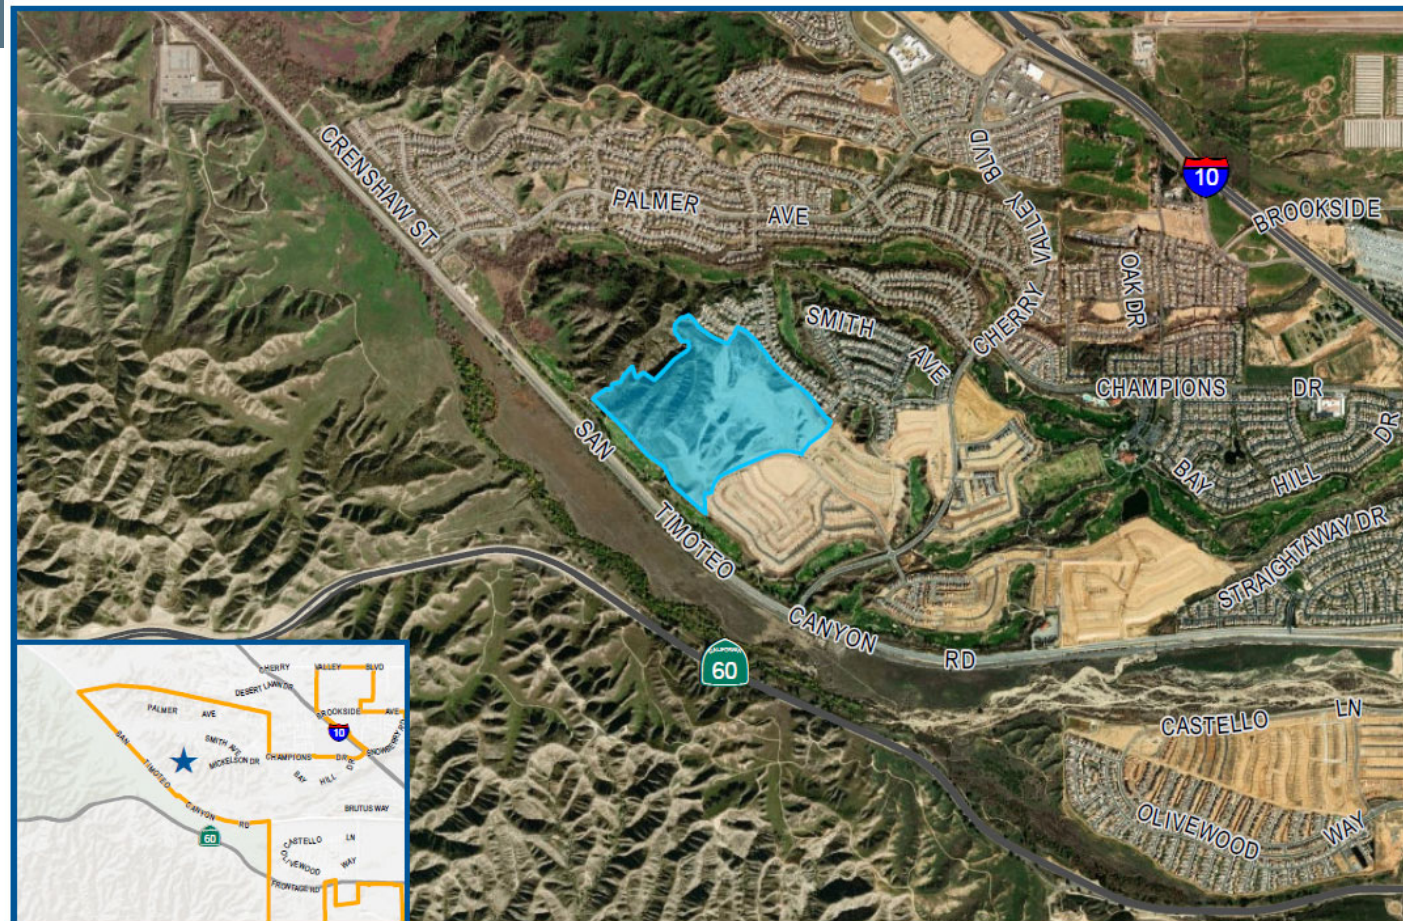 CRENSHAW ST
PALMER AVE
CHERRY VALLEY BLVD
10
BROOKSIDE
OAK DR
SMITH AVE
CHAMPIONS DR
BAY HILL DR
STRAIGHTAWAY DR
SAN TIMOTEO CANYON RD
CALIFORNIA
60
CASTELLO LN
OLIVEWOOD WAY
CHERRY VALLEY BLVD
DESERT LAWN DR
PALMER AVE
BROOKSIDE AVE
10
SMITH AVE
MICKELSON DR
CHAMPIONS DR
BAY HILL DR
SAN TIMOTEO CANYON RD
BRUTUS WAY
60
CASTELLO LN
OLIVEWOOD WAY
FRONTAGE RD